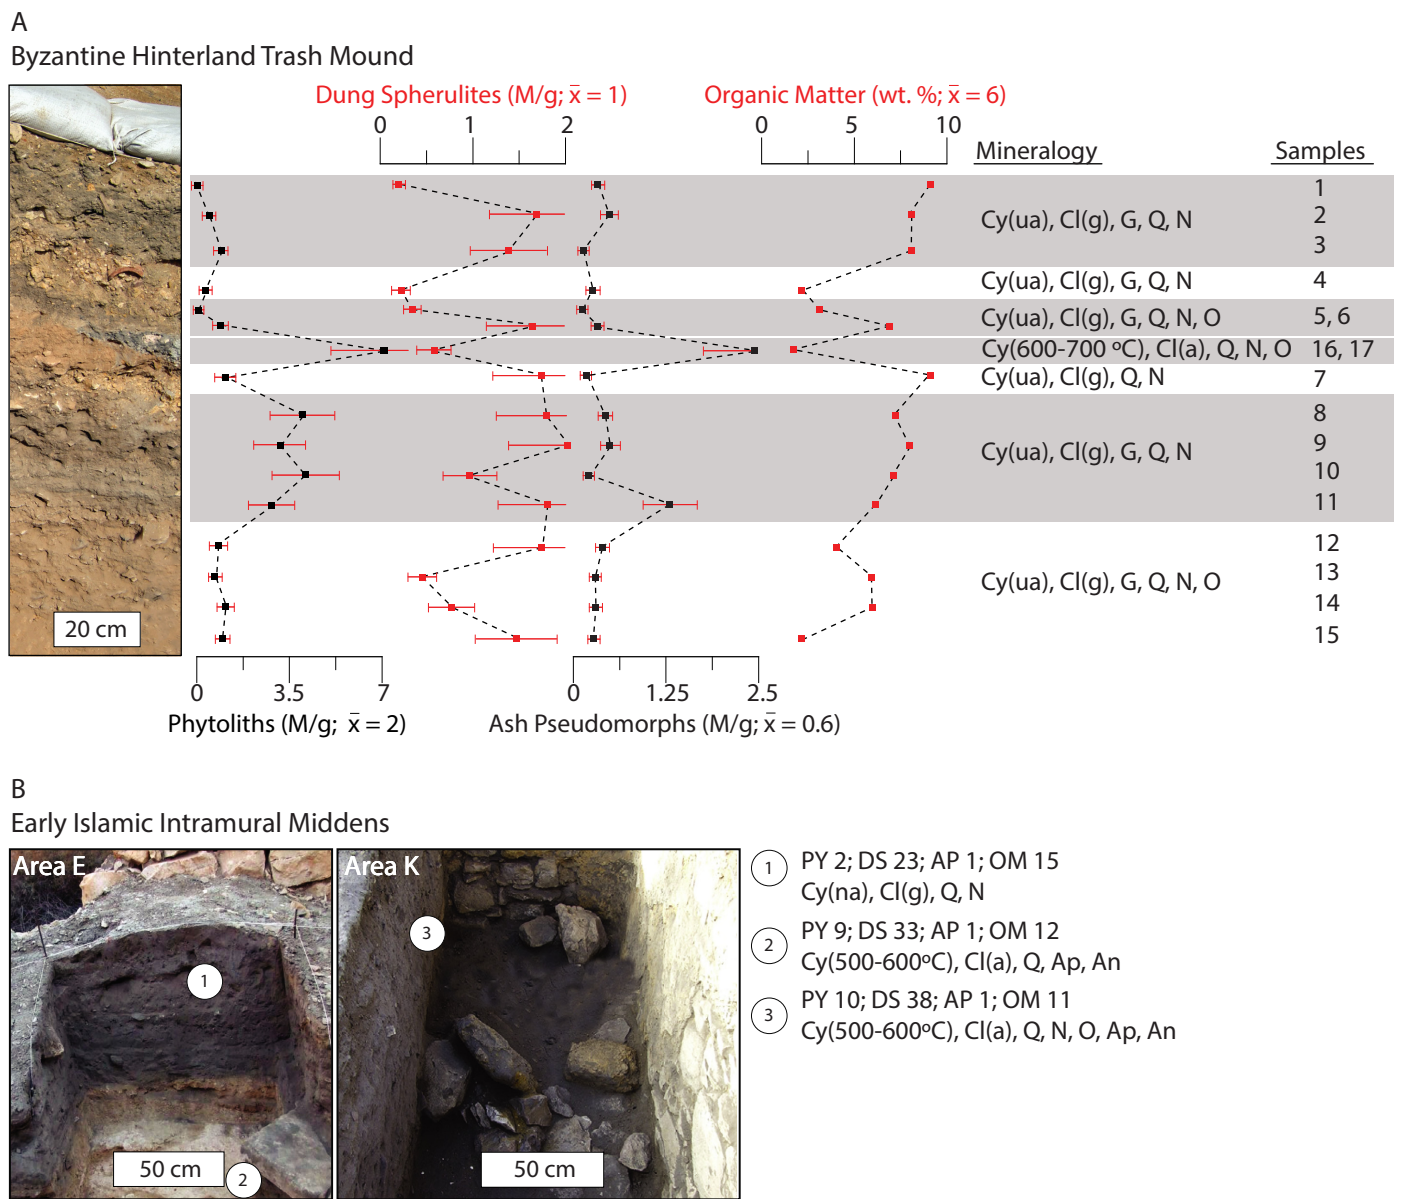 A
Byzantine Hinterland Trash Mound
Dung Spherulites (M/g; x̄ = 1)
Organic Matter (wt. %; x̄ = 6)
0 1 2
0 5 10
Mineralogy
Samples
1
Cy(ua), Cl(g), G, Q, N
2
3
Cy(ua), Cl(g), G, Q, N
4
Cy(ua), Cl(g), G, Q, N, O
5, 6
Cy(600-700 ºC), Cl(a), Q, N, O
16, 17
Cy(ua), Cl(g), Q, N
7
8
9
Cy(ua), Cl(g), G, Q, N
10
11
12
13
Cy(ua), Cl(g), G, Q, N, O
14
15
20 cm
0 3.5 7
0 1.25 2.5
Phytoliths (M/g; x̄ = 2)
Ash Pseudomorphs (M/g; x̄ = 0.6)
B
Early Islamic Intramural Middens
Area E
Area K
1
2
3
50 cm
50 cm
1
PY 2; DS 23; AP 1; OM 15
Cy(na), Cl(g), Q, N
2
PY 9; DS 33; AP 1; OM 12
Cy(500-600ºC), Cl(a), Q, Ap, An
3
PY 10; DS 38; AP 1; OM 11
Cy(500-600ºC), Cl(a), Q, N, O, Ap, An